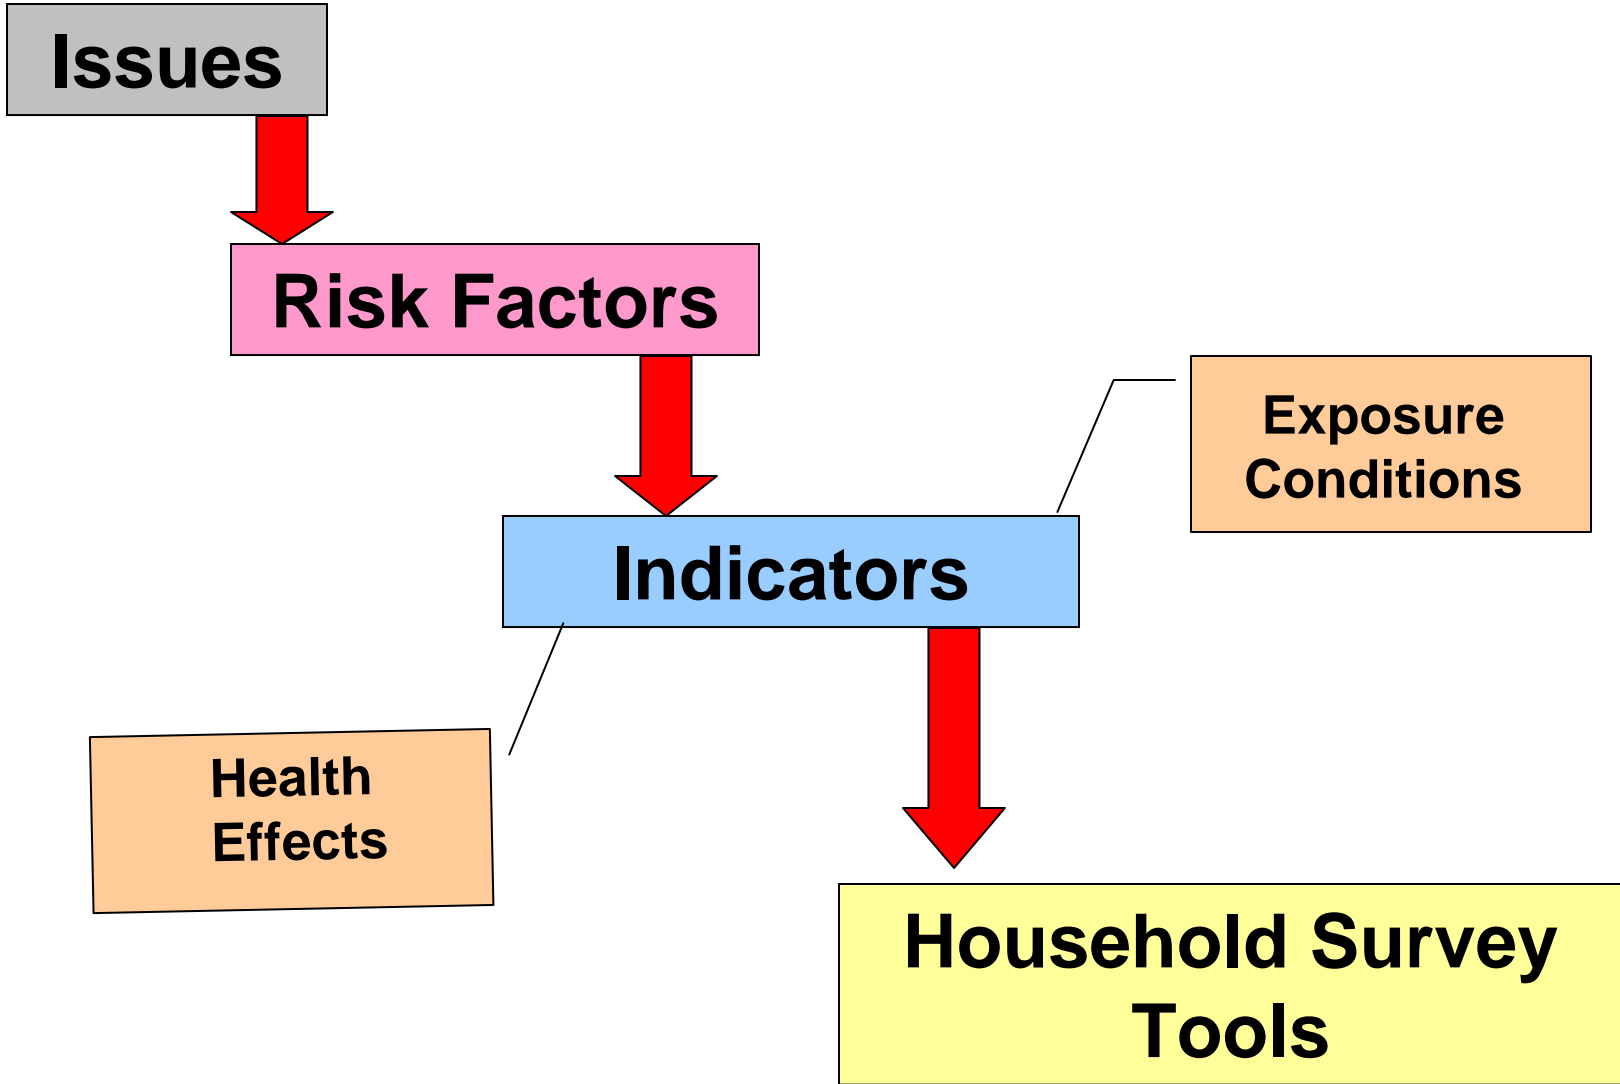 Issues
Risk Factors
Exposure
Conditions
Indicators
Health
Effects
Household Survey
Tools